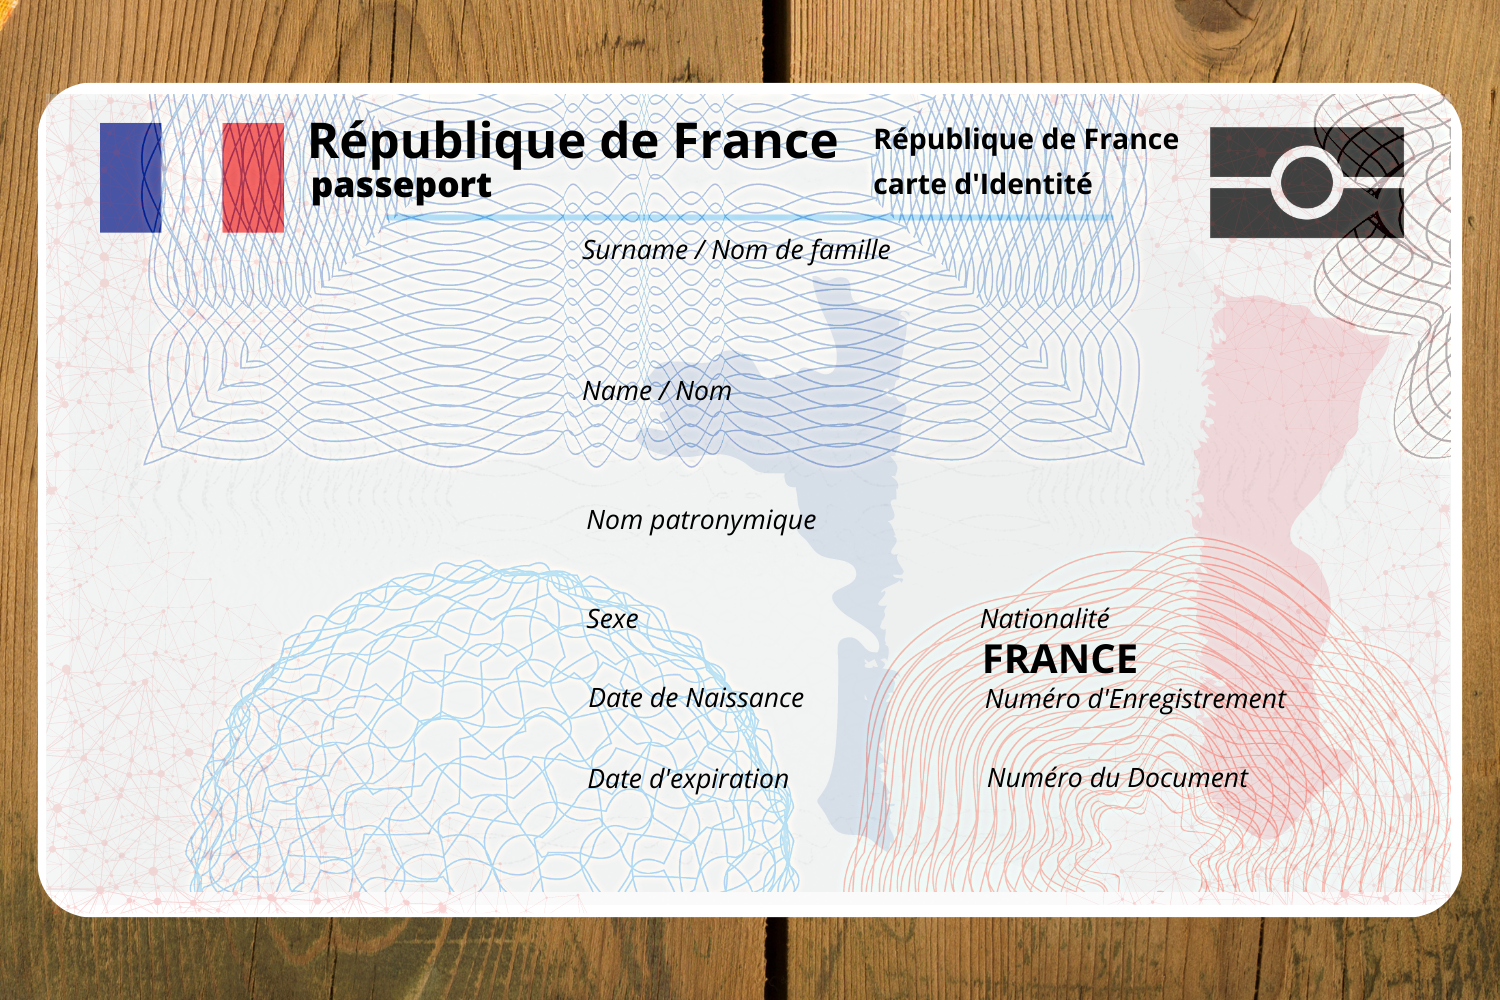 République de France
passeport
République de France
carte d'Identité
Surname / Nom de famille
Name / Nom
Nom patronymique
Sexe
Nationalité
FRANCE
Date de Naissance
Numéro d'Enregistrement
Date d'expiration
Numéro du Document